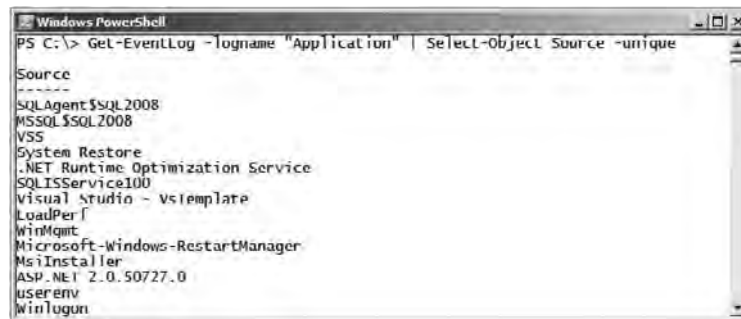 Windows PowerShell
PS C:\> Get-EventLog -logname "Application" | Select-Object Source -unique
Source
------
SQLAgent$SQL2008
MSSQL$SQL2008
VSS
System Restore
.NET Runtime Optimization Service
SQLISService100
Visual Studio - VsTemplate
LoadPerf
WinMgmt
Microsoft-Windows-RestartManager
MsiInstaller
ASP.NET 2.0.50727.0
userenv
Winlogon